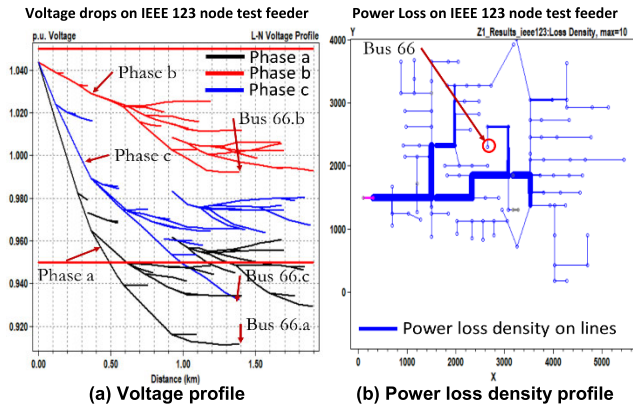 Voltage drops on IEEE 123 node test feeder
p.u. Voltage
L-N Voltage Profile
Phase a
Phase b
Phase c
Phase b
Bus 66.b
Phase c
Phase a
Bus 66.c
Bus 66.a
1.040
1.020
1.000
0.980
0.960
0.940
0.920
0.00
0.50
1.00
1.50
Distance (km)
(a) Voltage profile
Power Loss on IEEE 123 node test feeder
Y
Z1_Results_ieee123:Loss Density, max=10
Bus 66
4000
3000
2000
1000
0
Power loss density on lines
0
1000
2000
3000
4000
5000
X
(b) Power loss density profile